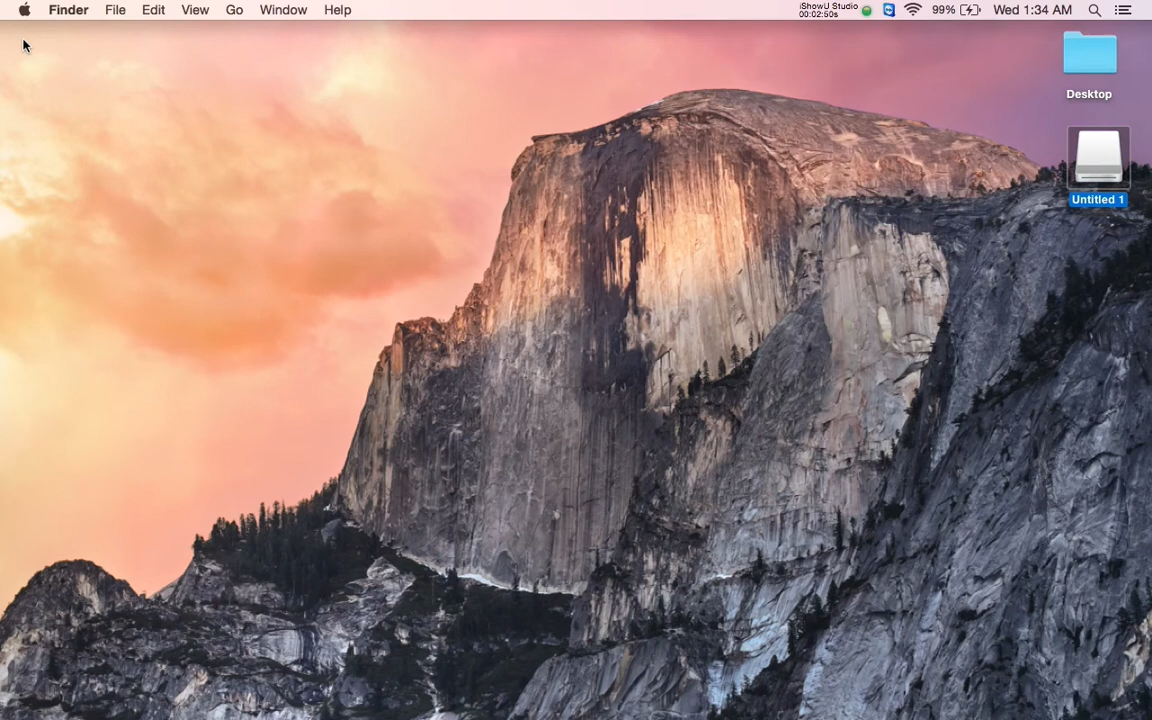 Finder File Edit View Go Window Help iShowU Studio 99% Wed 1:34 AM
00:02:50s
Desktop
Untitled 1